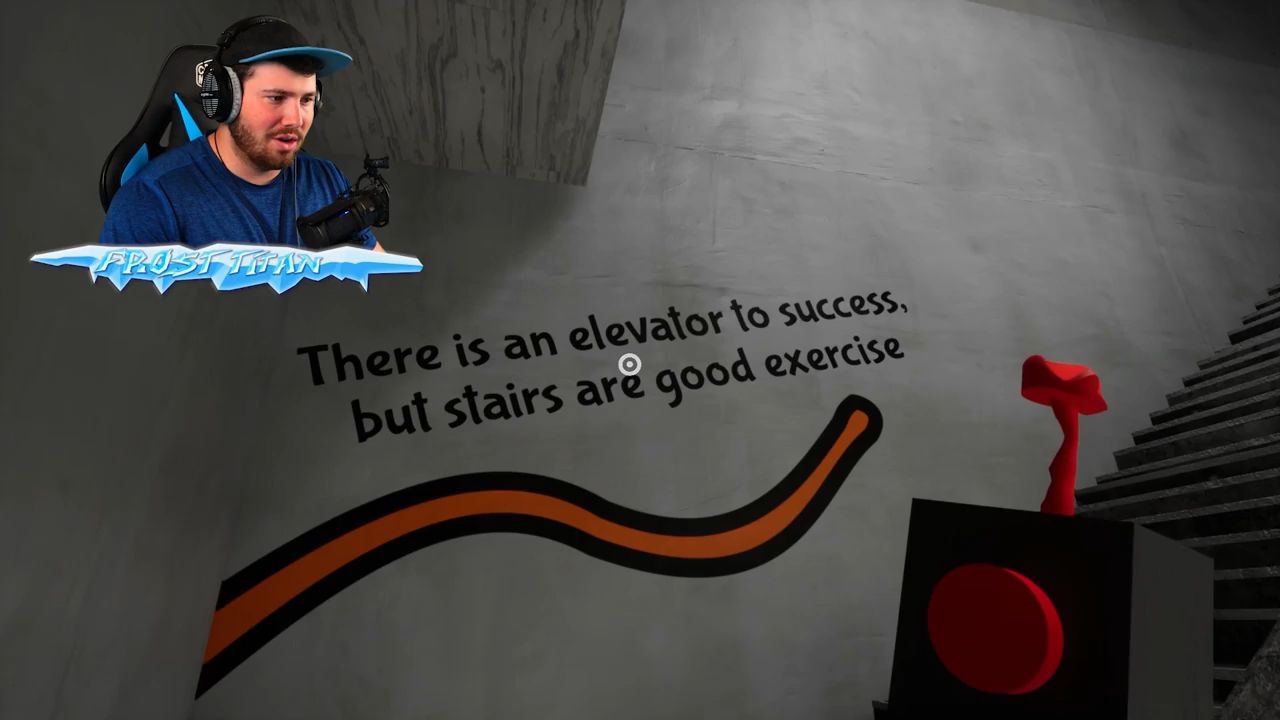 FROST TITAN
There is an elevator to success,
but stairs are good exercise